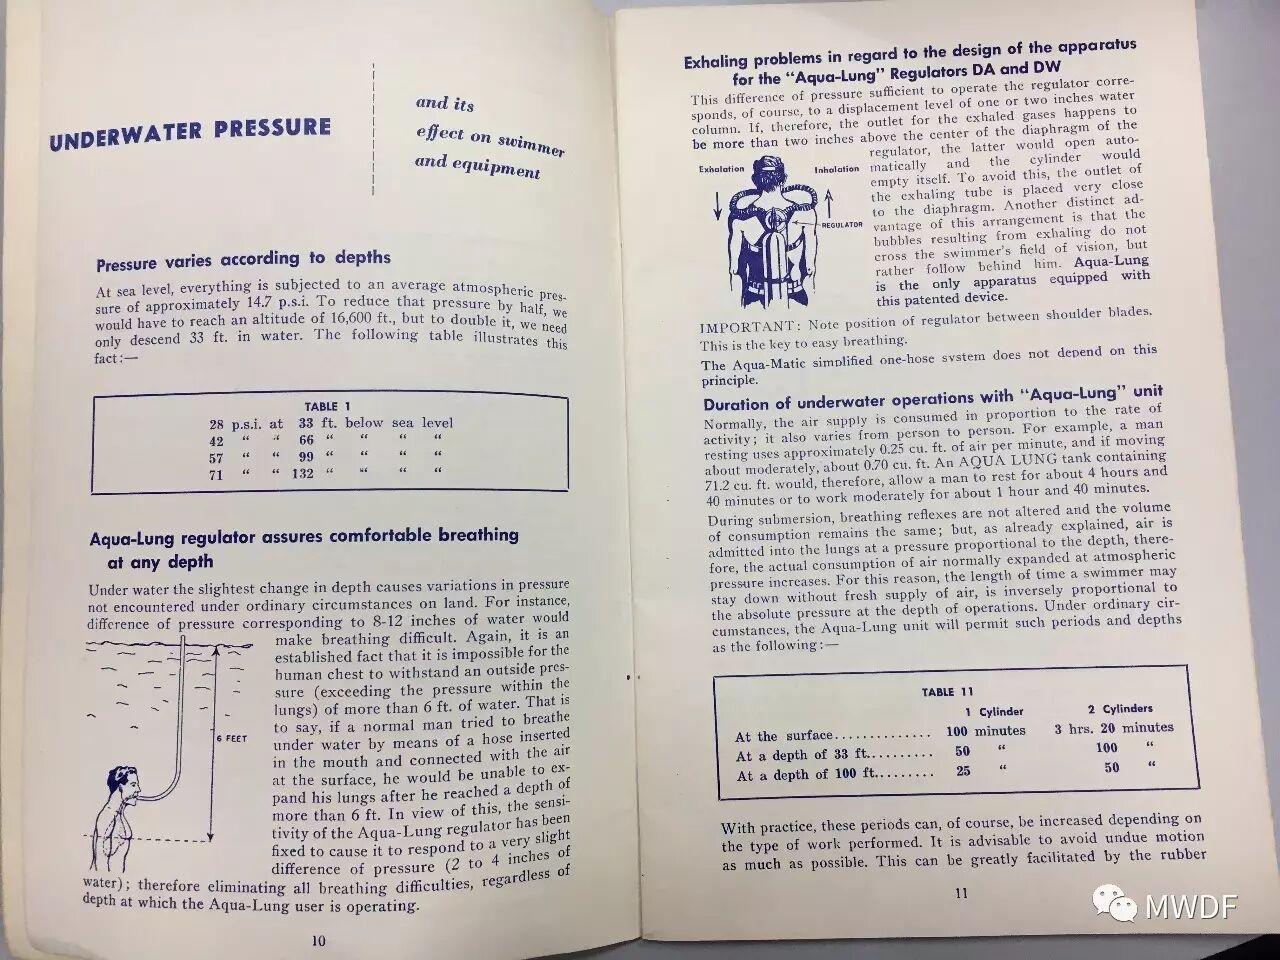 UNDERWATER PRESSURE
and its
effect on swimmer
and equipment
Pressure varies according to depths
At sea level, everything is subjected to an average atmospheric pres-
sure of approximately 14.7 p.s.i. To reduce that pressure by half, we
would have to reach an altitude of 16,600 ft., but to double it, we need
only descend 33 ft. in water. The following table illustrates this
fact:—
TABLE 1
28 p.s.i. at 33 ft. below sea level
42 “ “ 66 “ “ “ “
57 “ “ 99 “ “ “ “
71 “ “ 132 “ “ “ “
Aqua-Lung regulator assures comfortable breathing
at any depth
Under water the slightest change in depth causes variations in pressure
not encountered under ordinary circumstances on land. For instance,
difference of pressure corresponding to 8-12 inches of water would
make breathing difficult. Again, it is an
established fact that it is impossible for the
human chest to withstand an outside pres-
sure (exceeding the pressure within the
lungs) of more than 6 ft. of water. That is
to say, if a normal man tried to breathe
under water by means of a hose inserted
in the mouth and connected with the air
at the surface, he would be unable to ex-
pand his lungs after he reached a depth of
more than 6 ft. In view of this, the sensi-
tivity of the Aqua-Lung regulator has been
fixed to cause it to respond to a very slight
difference of pressure (2 to 4 inches of
water); therefore eliminating all breathing difficulties, regardless of
depth at which the Aqua-Lung user is operating.
6 FEET
10
Exhaling problems in regard to the design of the apparatus
for the “Aqua-Lung” Regulators DA and DW
This difference of pressure sufficient to operate the regulator corre-
sponds, of course, to a displacement level of one or two inches water
column. If, therefore, the outlet for the exhaled gases happens to
be more than two inches above the center of the diaphragm of the
regulator, the latter would open auto-
matically and the cylinder would
empty itself. To avoid this, the outlet of
the exhaling tube is placed very close
to the diaphragm. Another distinct ad-
vantage of this arrangement is that the
bubbles resulting from exhaling do not
cross the swimmer's field of vision, but
rather follow behind him. Aqua-Lung
is the only apparatus equipped with
this patented device.
Exhalation
Inhalation
REGULATOR
IMPORTANT: Note position of regulator between shoulder blades.
This is the key to easy breathing.
The Aqua-Matic simplified one-hose system does not depend on this
principle.
Duration of underwater operations with “Aqua-Lung” unit
Normally, the air supply is consumed in proportion to the rate of
activity; it also varies from person to person. For example, a man
resting uses approximately 0.25 cu. ft. of air per minute, and if moving
about moderately, about 0.70 cu. ft. An AQUA LUNG tank containing
71.2 cu. ft. would, therefore, allow a man to rest for about 4 hours and
40 minutes or to work moderately for about 1 hour and 40 minutes.
During submersion, breathing reflexes are not altered and the volume
of consumption remains the same; but, as already explained, air is
admitted into the lungs at a pressure proportional to the depth, there-
fore, the actual consumption of air normally expanded at atmospheric
pressure increases. For this reason, the length of time a swimmer may
stay down without fresh supply of air, is inversely proportional to
the absolute pressure at the depth of operations. Under ordinary cir-
cumstances, the Aqua-Lung unit will permit such periods and depths
as the following:—
TABLE 11
1 Cylinder 2 Cylinders
At the surface.............. 100 minutes 3 hrs. 20 minutes
At a depth of 33 ft.......... 50 “ 100 “
At a depth of 100 ft......... 25 “ 50 “
With practice, these periods can, of course, be increased depending on
the type of work performed. It is advisable to avoid undue motion
as much as possible. This can be greatly facilitated by the rubber
11
MWDF